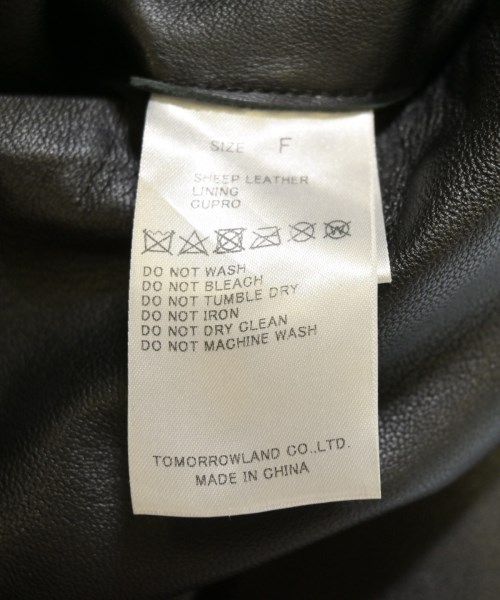 SIZE F
SHEEP LEATHER
LINING
CUPRO
W
DO NOT WASH
DO NOT BLEACH
DO NOT TUMBLE DRY
DO NOT IRON
DO NOT DRY CLEAN
DO NOT MACHINE WASH
TOMORROWLAND CO.,LTD.
MADE IN CHINA